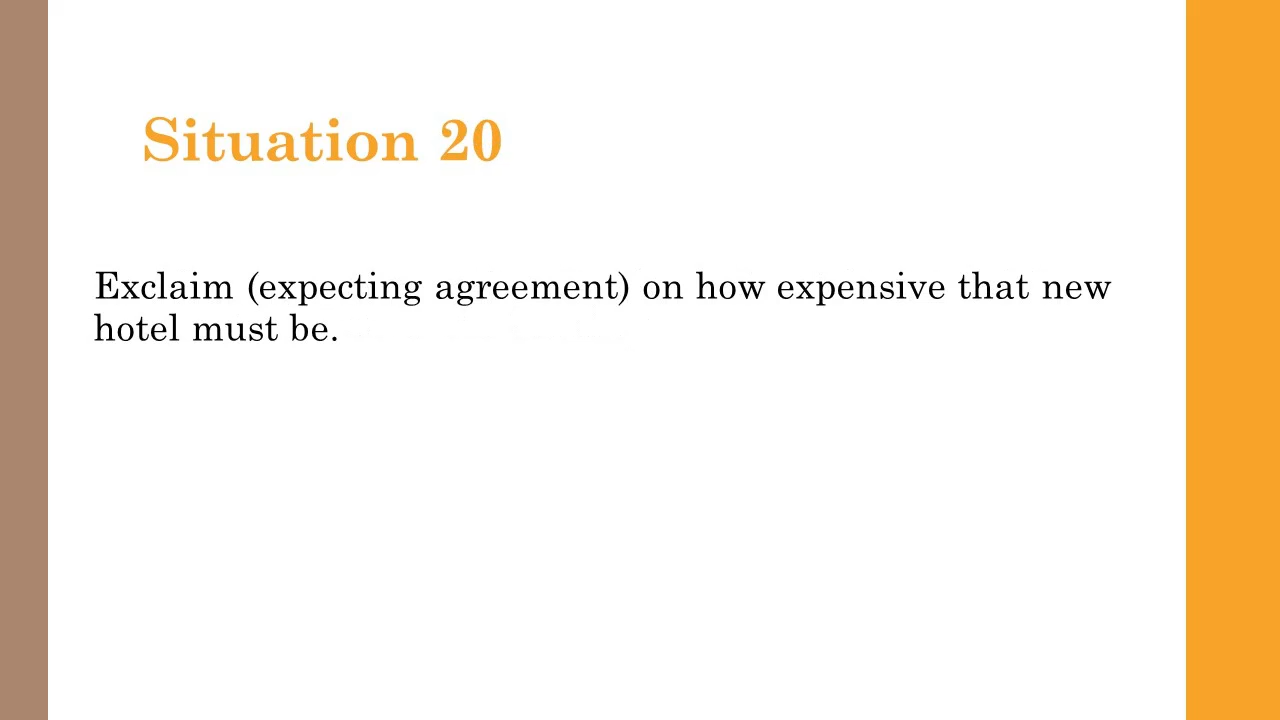 Situation 20
Exclaim (expecting agreement) on how expensive that new
hotel must be.